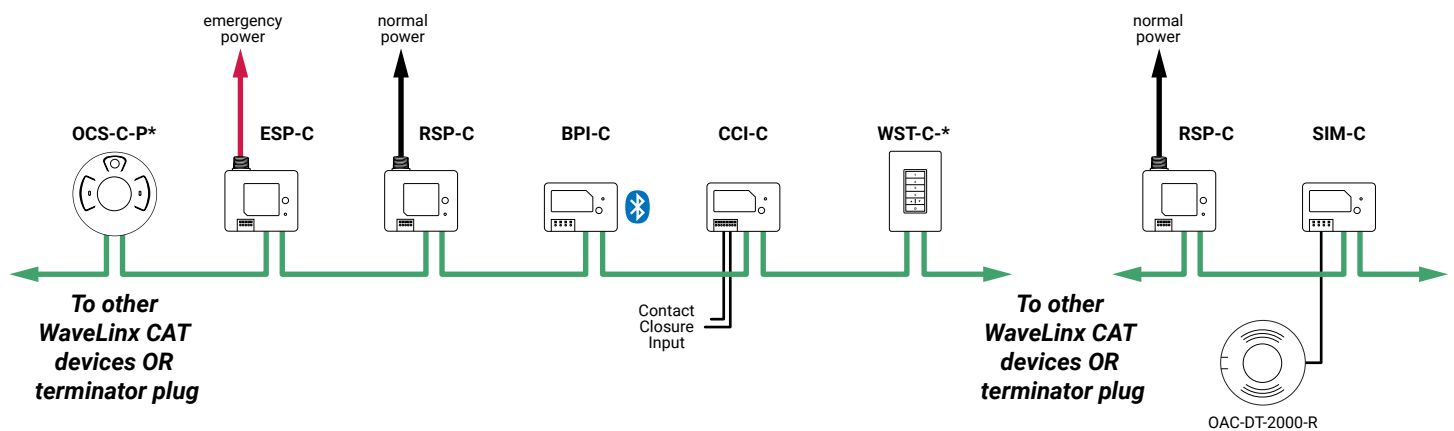 emergency
power
normal
power
normal
power
OCS-C-P*
ESP-C
RSP-C
BPI-C
CCI-C
WST-C-*
RSP-C
SIM-C
To other
WaveLinx CAT
devices OR
terminator plug
Contact
Closure
Input
To other
WaveLinx CAT
devices OR
terminator plug
OAC-DT-2000-R